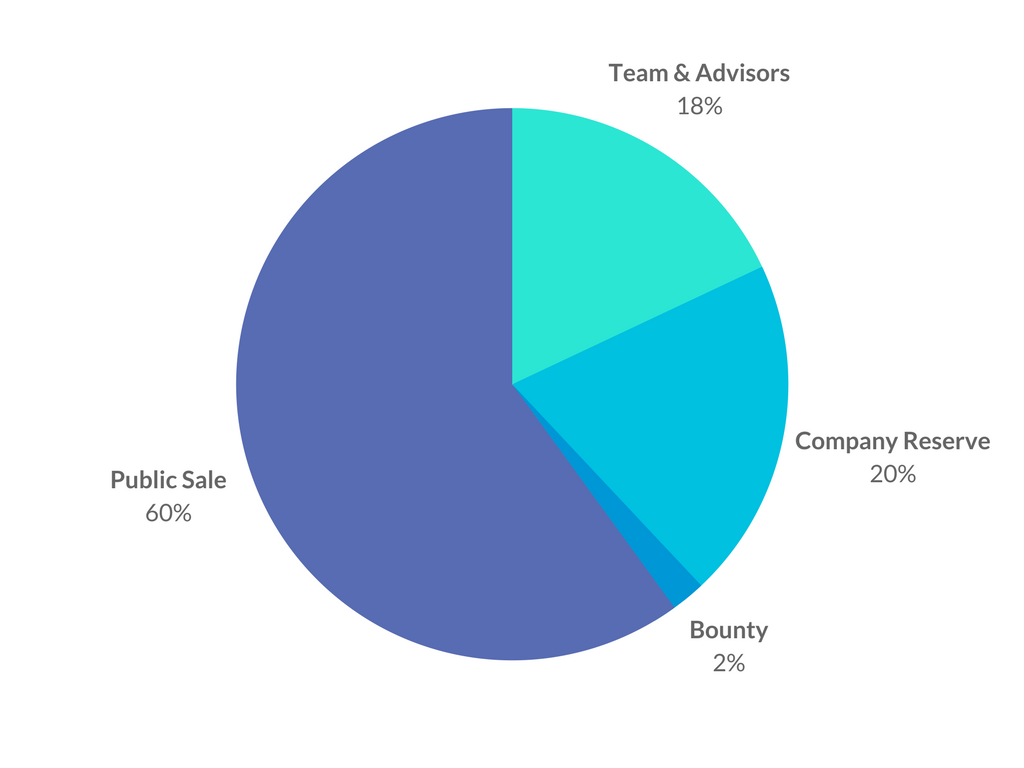 Team & Advisors
18%
Company Reserve
20%
Public Sale
60%
Bounty
2%